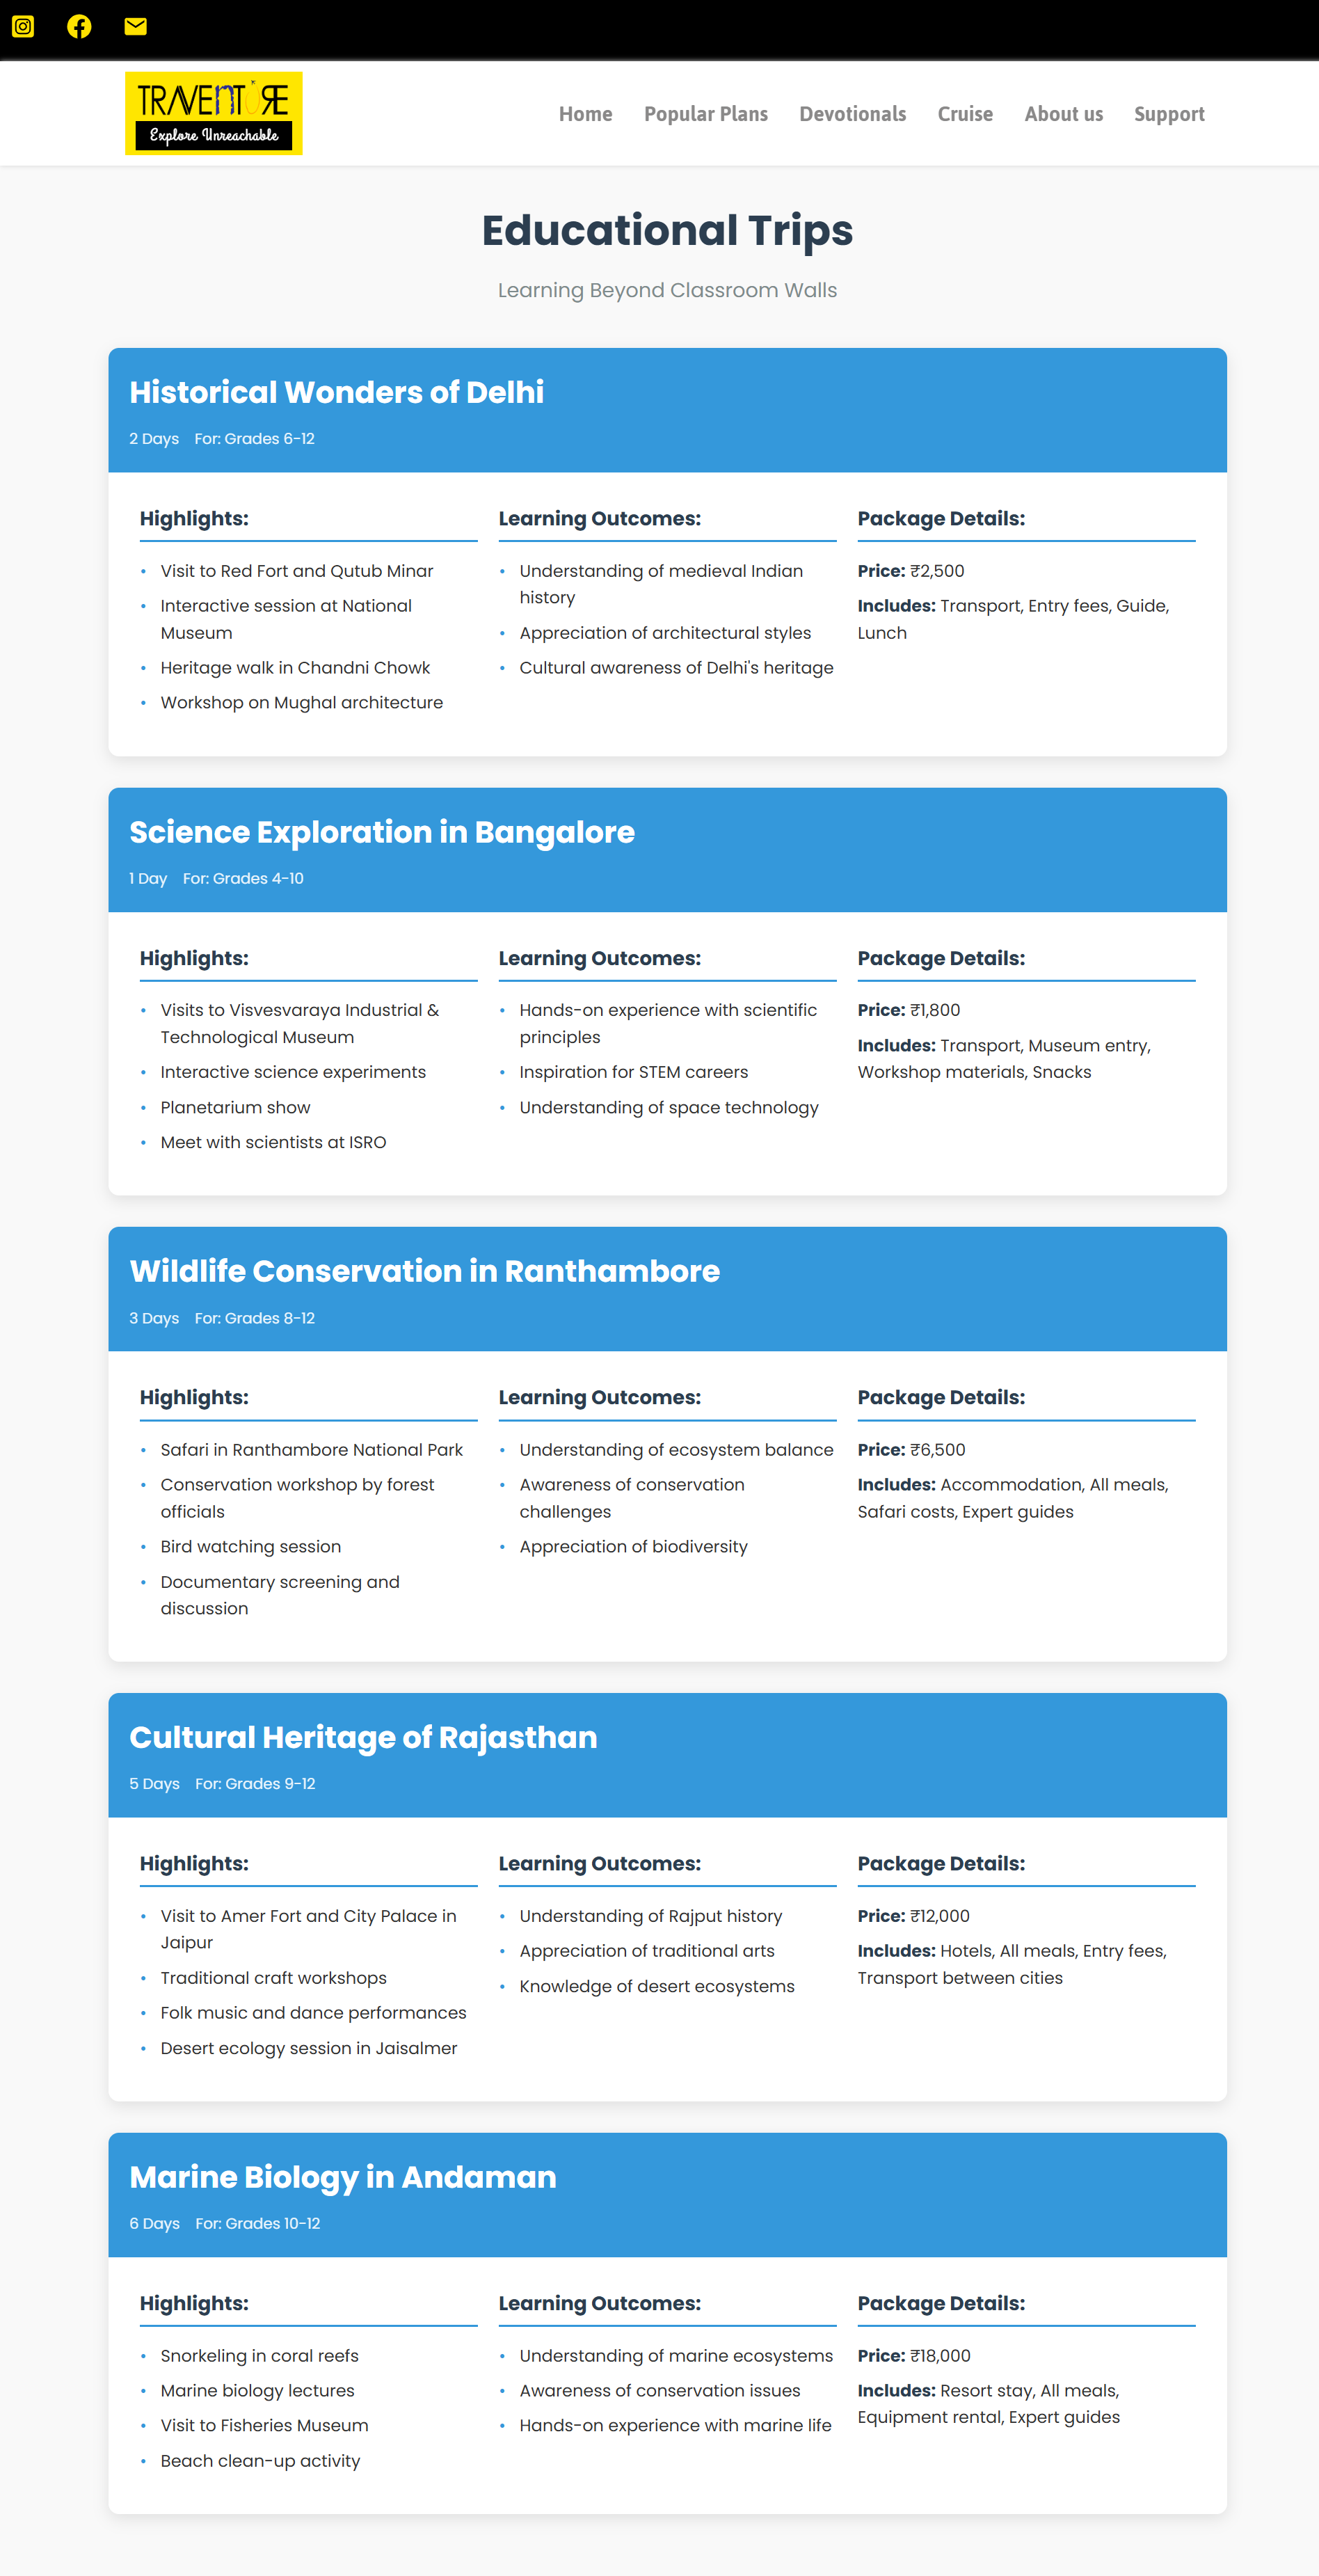 TRAVENTURE
Explore Unreachable
Home Popular Plans Devotionals Cruise About us Support
Educational Trips
Learning Beyond Classroom Walls
Historical Wonders of Delhi
2 Days For: Grades 6-12
Highlights:
• Visit to Red Fort and Qutub Minar
• Interactive session at National
Museum
• Heritage walk in Chandni Chowk
• Workshop on Mughal architecture
Learning Outcomes:
• Understanding of medieval Indian
history
• Appreciation of architectural styles
• Cultural awareness of Delhi's heritage
Package Details:
Price: ₹2,500
Includes: Transport, Entry fees, Guide,
Lunch
Science Exploration in Bangalore
1 Day For: Grades 4-10
Highlights:
• Visits to Visvesvaraya Industrial &
Technological Museum
• Interactive science experiments
• Planetarium show
• Meet with scientists at ISRO
Learning Outcomes:
• Hands-on experience with scientific
principles
• Inspiration for STEM careers
• Understanding of space technology
Package Details:
Price: ₹1,800
Includes: Transport, Museum entry,
Workshop materials, Snacks
Wildlife Conservation in Ranthambore
3 Days For: Grades 8-12
Highlights:
• Safari in Ranthambore National Park
• Conservation workshop by forest
officials
• Bird watching session
• Documentary screening and
discussion
Learning Outcomes:
• Understanding of ecosystem balance
• Awareness of conservation
challenges
• Appreciation of biodiversity
Package Details:
Price: ₹6,500
Includes: Accommodation, All meals,
Safari costs, Expert guides
Cultural Heritage of Rajasthan
5 Days For: Grades 9-12
Highlights:
• Visit to Amer Fort and City Palace in
Jaipur
• Traditional craft workshops
• Folk music and dance performances
• Desert ecology session in Jaisalmer
Learning Outcomes:
• Understanding of Rajput history
• Appreciation of traditional arts
• Knowledge of desert ecosystems
Package Details:
Price: ₹12,000
Includes: Hotels, All meals, Entry fees,
Transport between cities
Marine Biology in Andaman
6 Days For: Grades 10-12
Highlights:
• Snorkeling in coral reefs
• Marine biology lectures
• Visit to Fisheries Museum
• Beach clean-up activity
Learning Outcomes:
• Understanding of marine ecosystems
• Awareness of conservation issues
• Hands-on experience with marine life
Package Details:
Price: ₹18,000
Includes: Resort stay, All meals,
Equipment rental, Expert guides